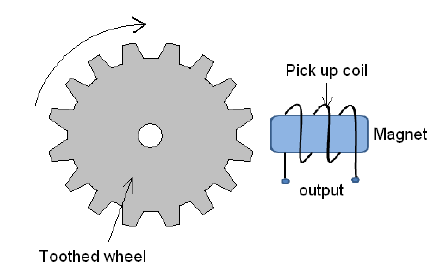 Pick up coil
Magnet
output
Toothed wheel